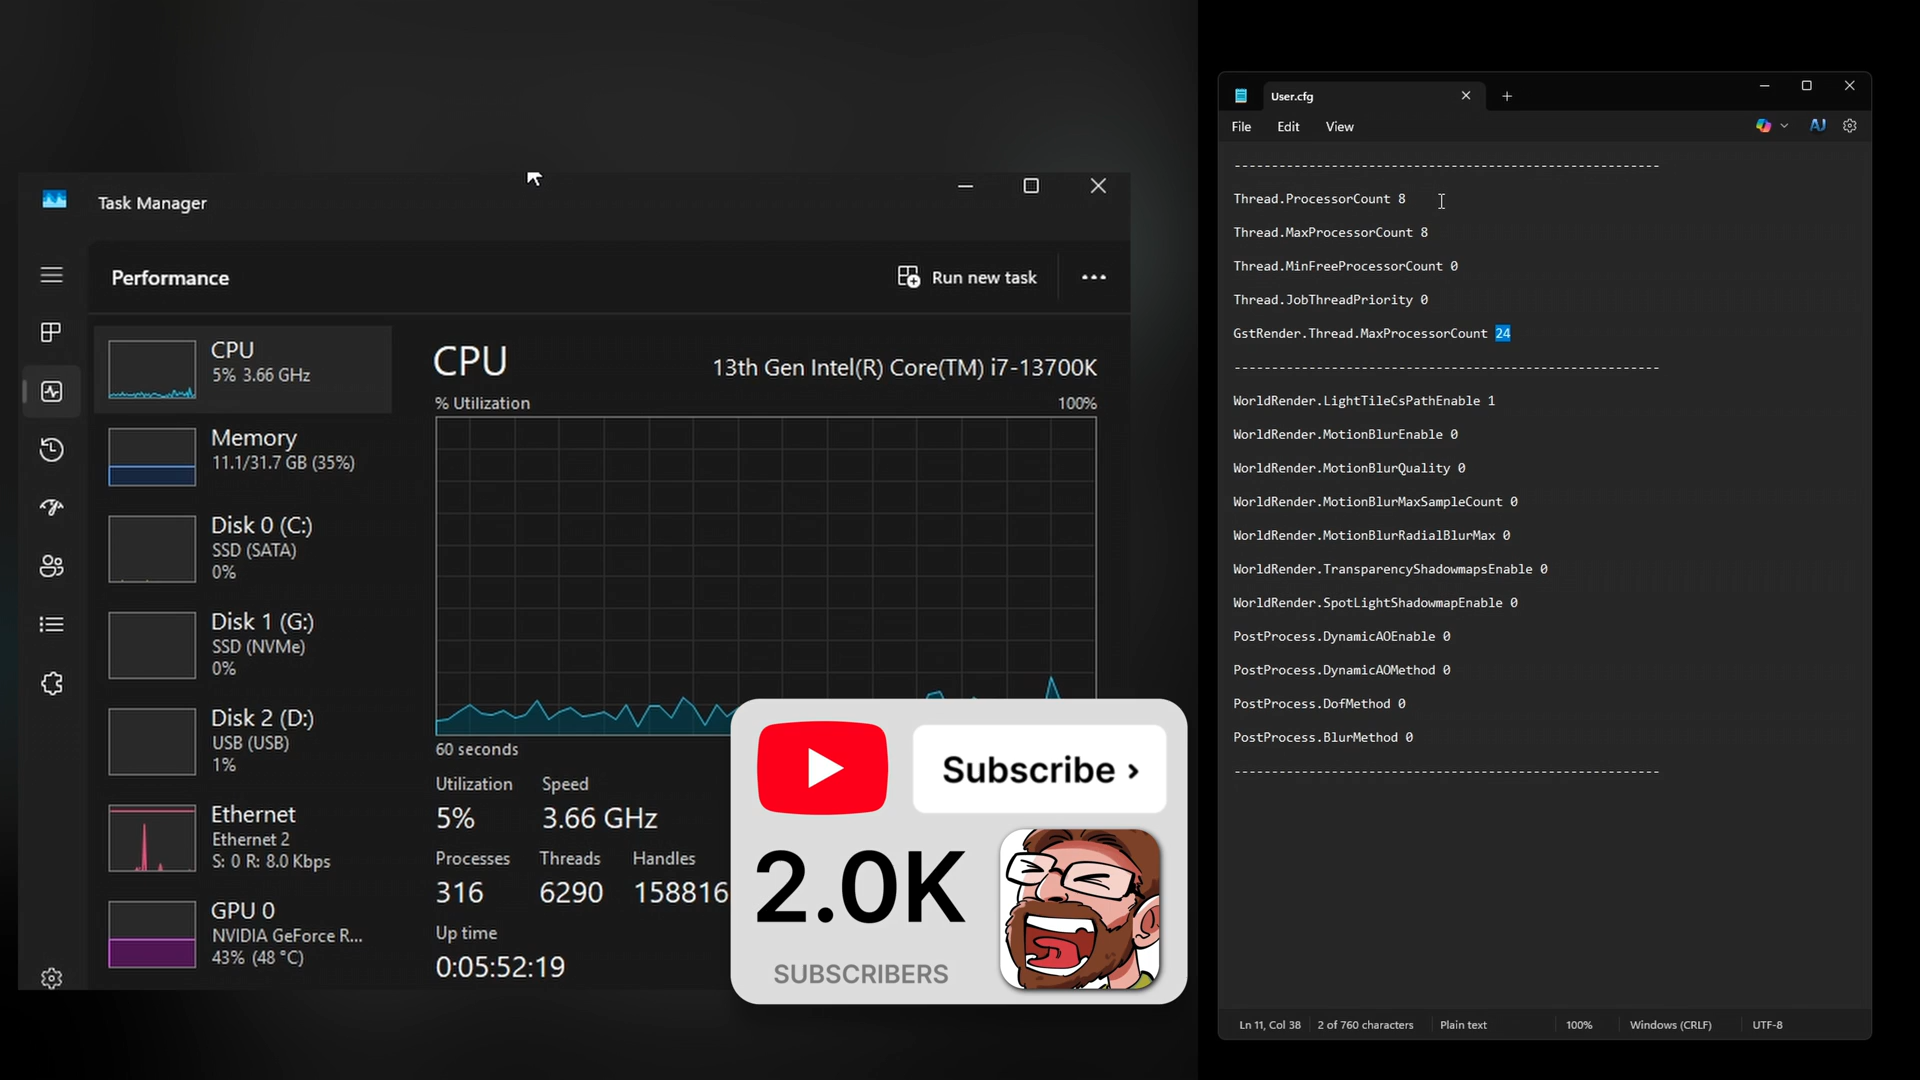 Task Manager
Performance
Run new task
CPU
5% 3.66 GHz
Memory
11.1/31.7 GB (35%)
Disk 0 (C:)
SSD (SATA)
0%
Disk 1 (G:)
SSD (NVMe)
0%
Disk 2 (D:)
USB (USB)
1%
Ethernet
Ethernet 2
S: 0 R: 8.0 Kbps
GPU 0
NVIDIA GeForce R...
43% (48 °C)
CPU
13th Gen Intel(R) Core(TM) i7-13700K
% Utilization
100%
60 seconds
Utilization Speed
5% 3.66 GHz
Processes Threads Handles
316 6290 158816
Up time
0:05:52:19
Subscribe ›
2.0K
SUBSCRIBERS
User.cfg
File Edit View
---------------------------------------------------------
Thread.ProcessorCount 8
Thread.MaxProcessorCount 8
Thread.MinFreeProcessorCount 0
Thread.JobThreadPriority 0
GstRender.Thread.MaxProcessorCount 24
---------------------------------------------------------
WorldRender.LightTileCsPathEnable 1
WorldRender.MotionBlurEnable 0
WorldRender.MotionBlurQuality 0
WorldRender.MotionBlurMaxSampleCount 0
WorldRender.MotionBlurRadialBlurMax 0
WorldRender.TransparencyShadowmapsEnable 0
WorldRender.SpotLightShadowmapEnable 0
PostProcess.DynamicAOEnable 0
PostProcess.DynamicAOMethod 0
PostProcess.DofMethod 0
PostProcess.BlurMethod 0
---------------------------------------------------------
Ln 11, Col 38 2 of 760 characters Plain text 100% Windows (CRLF) UTF-8